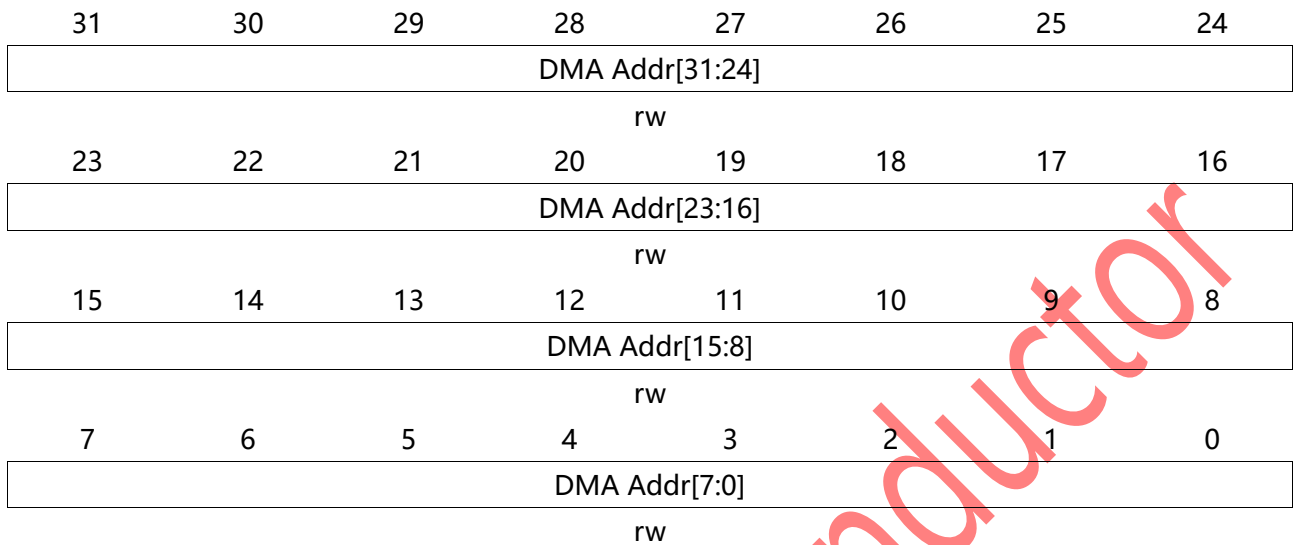 31 30 29 28 27 26 25 24
DMA Addr[31:24]
rw
23 22 21 20 19 18 17 16
DMA Addr[23:16]
rw
15 14 13 12 11 10 9 8
DMA Addr[15:8]
rw
7 6 5 4 3 2 1 0
DMA Addr[7:0]
rw
nductor